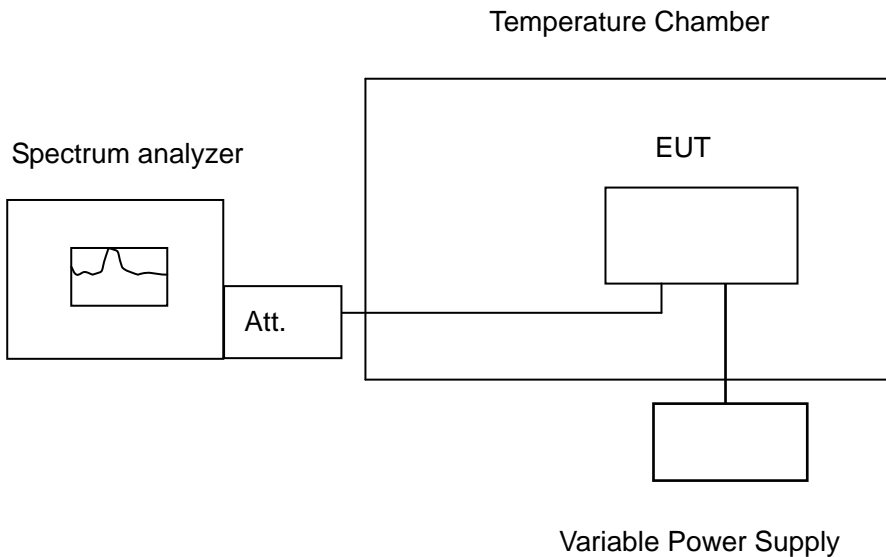 Temperature Chamber
Spectrum analyzer
EUT
Att.
Variable Power Supply